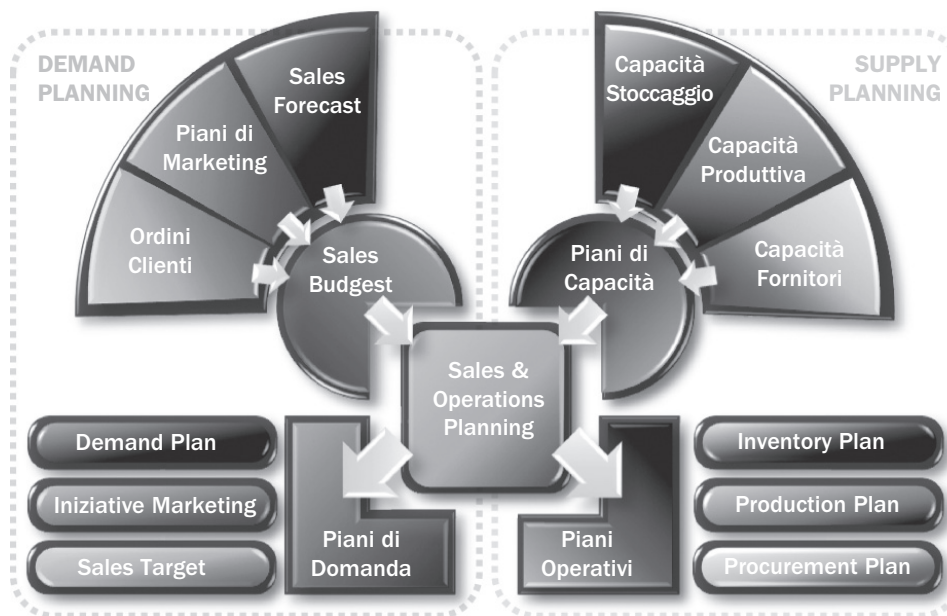 DEMAND
PLANNING
Sales
Forecast
Piani di
Marketing
Ordini
Clienti
Sales
Budgest
SUPPLY
PLANNING
Capacità
Stoccaggio
Capacità
Produttiva
Capacità
Fornitori
Piani di
Capacità
Sales &
Operations
Planning
Demand Plan
Iniziative Marketing
Sales Target
Piani di
Domanda
Piani
Operativi
Inventory Plan
Production Plan
Procurement Plan